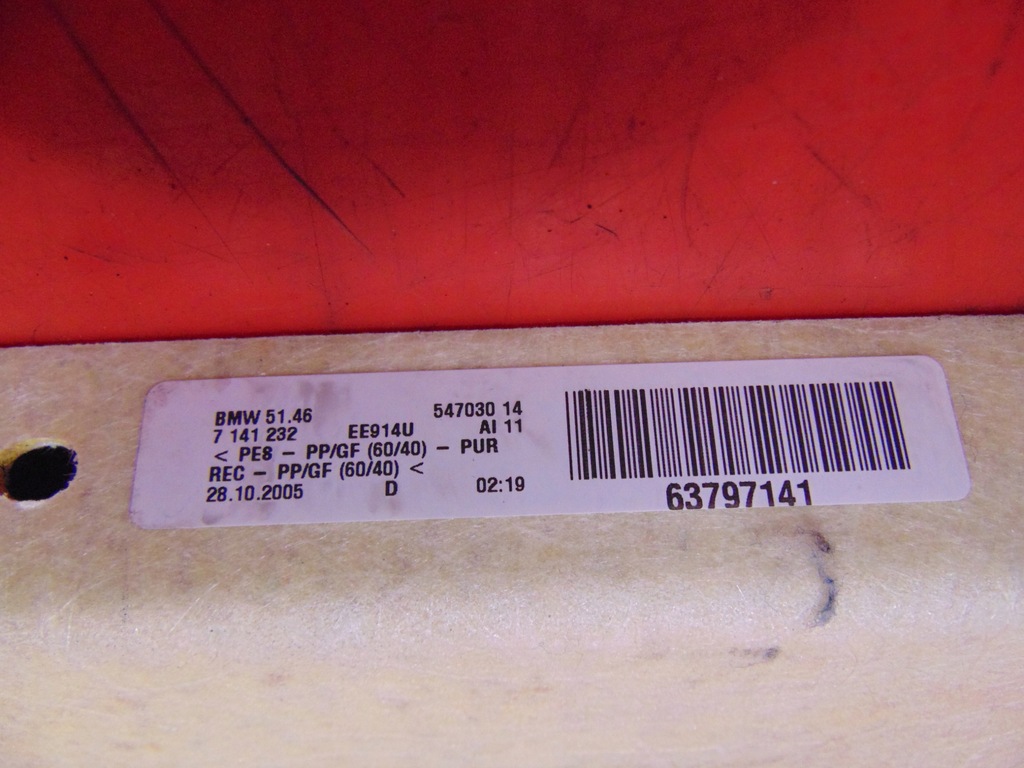 BMW 51.46 547030 14
7 141 232 EE914U AI 11
< PE8 - PP/GF (60/40) - PUR
REC - PP/GF (60/40) <
28.10.2005 D 02:19
63797141